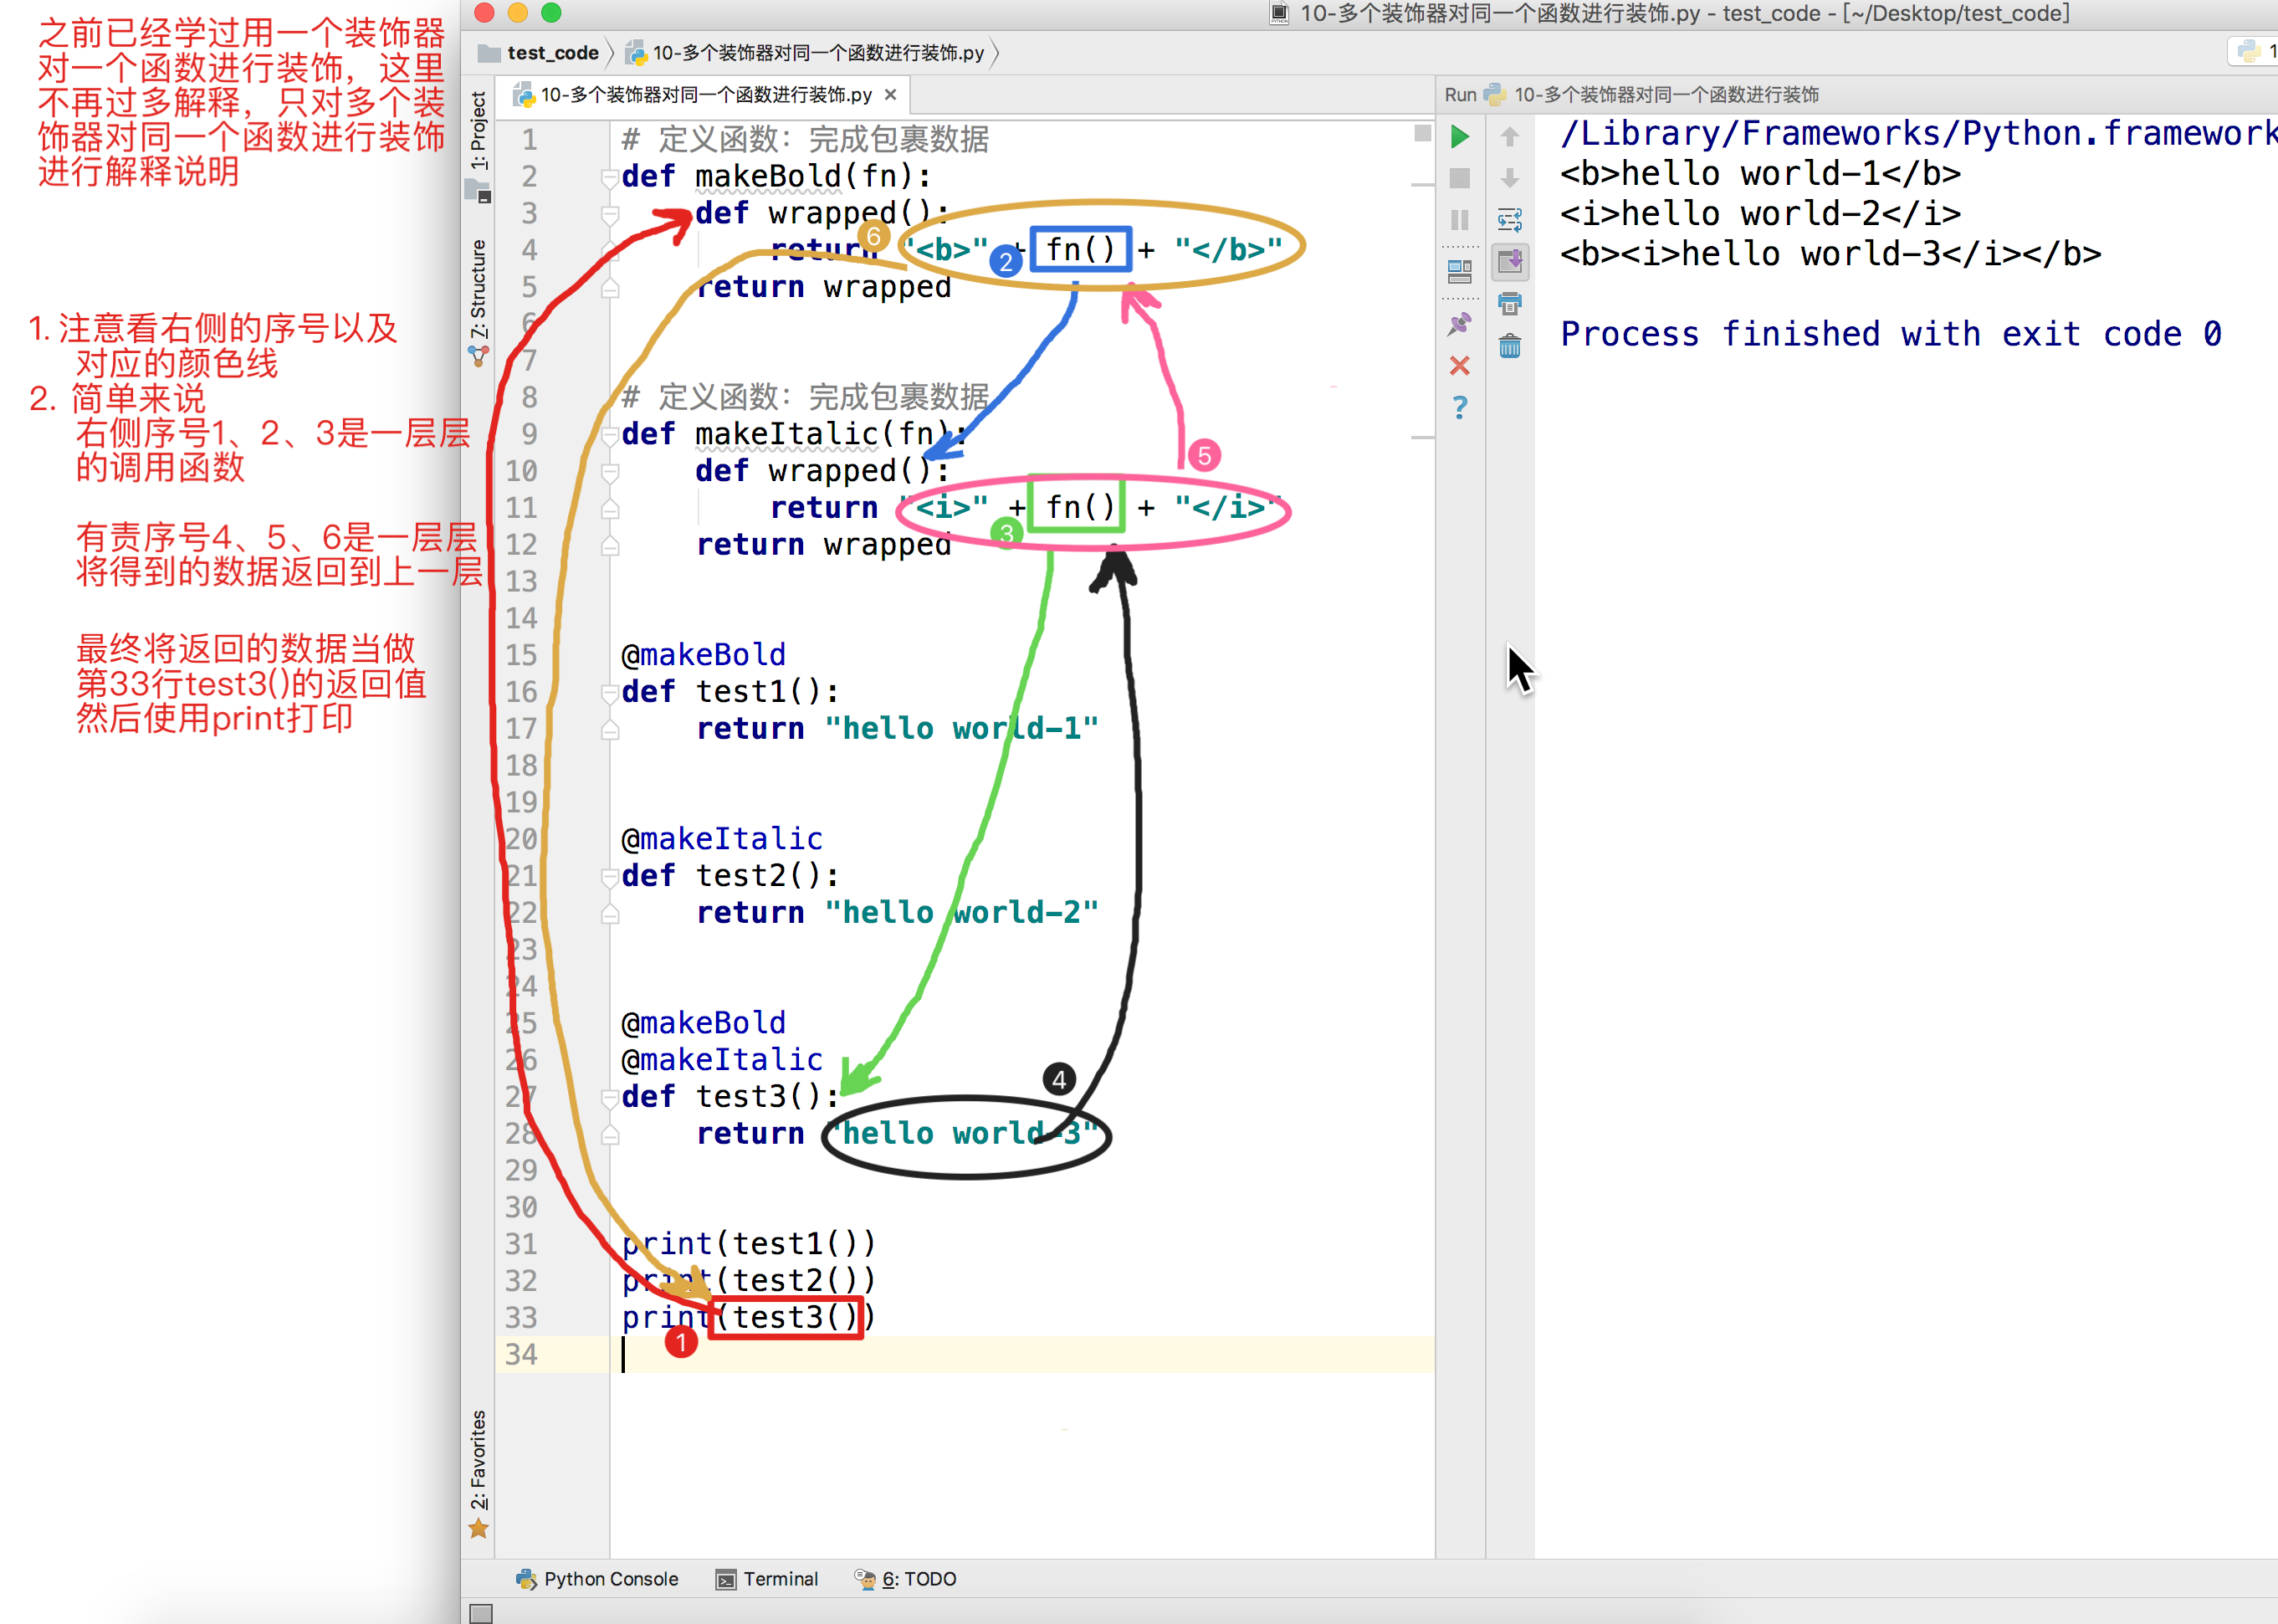 之前已经学过用一个装饰器
对一个函数进行装饰，这里
不再过多解释，只对多个装
饰器对同一个函数进行装饰
进行解释说明
1. 注意看右侧的序号以及
对应的颜色线
2. 简单来说
右侧序号1、2、3是一层层
的调用函数
有责序号4、5、6是一层层
将得到的数据返回到上一层
最终将返回的数据当做
第33行test3()的返回值
然后使用print打印
10-多个装饰器对同一个函数进行装饰.py - test_code - [~/Desktop/test_code]
test_code 10-多个装饰器对同一个函数进行装饰.py
1
10-多个装饰器对同一个函数进行装饰.py ×
1: Project
7: Structure
2: Favorites
1 # 定义函数：完成包裹数据
2 def makeBold(fn):
3     def wrapped():
4         return "<b>" + fn() + "</b>"
5     return wrapped
6
7
8 # 定义函数：完成包裹数据
9 def makeItalic(fn):
10     def wrapped():
11         return "<i>" + fn() + "</i>"
12     return wrapped
13
14
15 @makeBold
16 def test1():
17     return "hello world-1"
18
19
20 @makeItalic
21 def test2():
22     return "hello world-2"
23
24
25 @makeBold
26 @makeItalic
27 def test3():
28     return "hello world-3"
29
30
31 print(test1())
32 print(test2())
33 print(test3())
34
6
2
5
3
4
1
Run 10-多个装饰器对同一个函数进行装饰
/Library/Frameworks/Python.framework
<b>hello world-1</b>
<i>hello world-2</i>
<b><i>hello world-3</i></b>
Process finished with exit code 0
?
Python Console Terminal 6: TODO